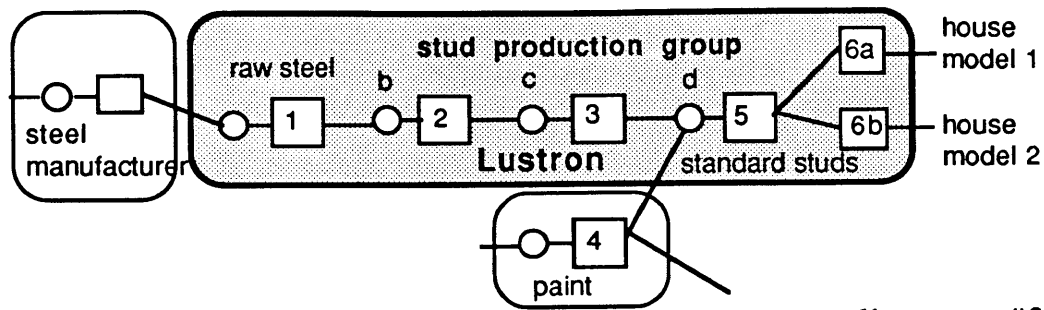 stud production group
raw steel
b
c
d
1
2
3
5
6a
6b
house
model 1
house
model 2
steel
manufacturer
Lustron
standard studs
4
paint